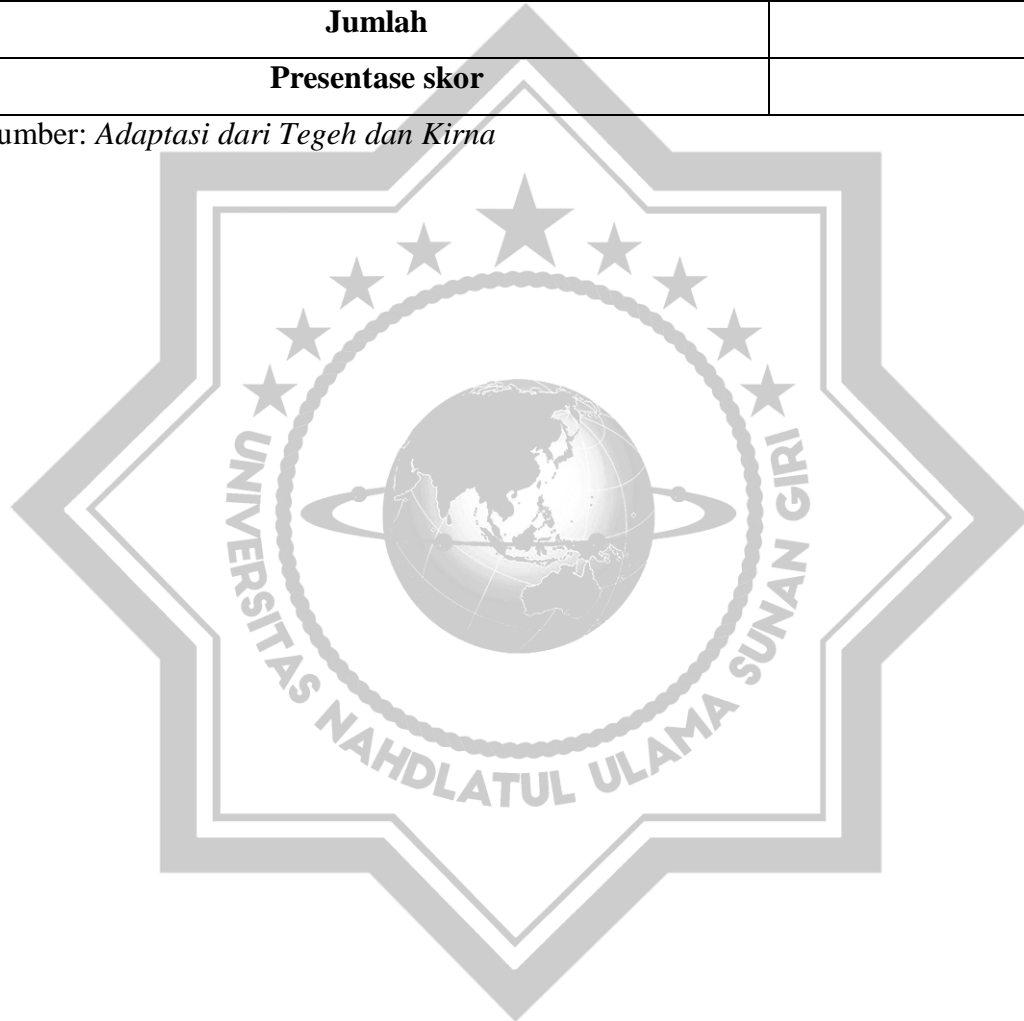 Jumlah
Presentase skor
umber: Adaptasi dari Tegeh dan Kirna
UNIVERSITAS NAHDLATUL ULAMA SUNAN GIRI